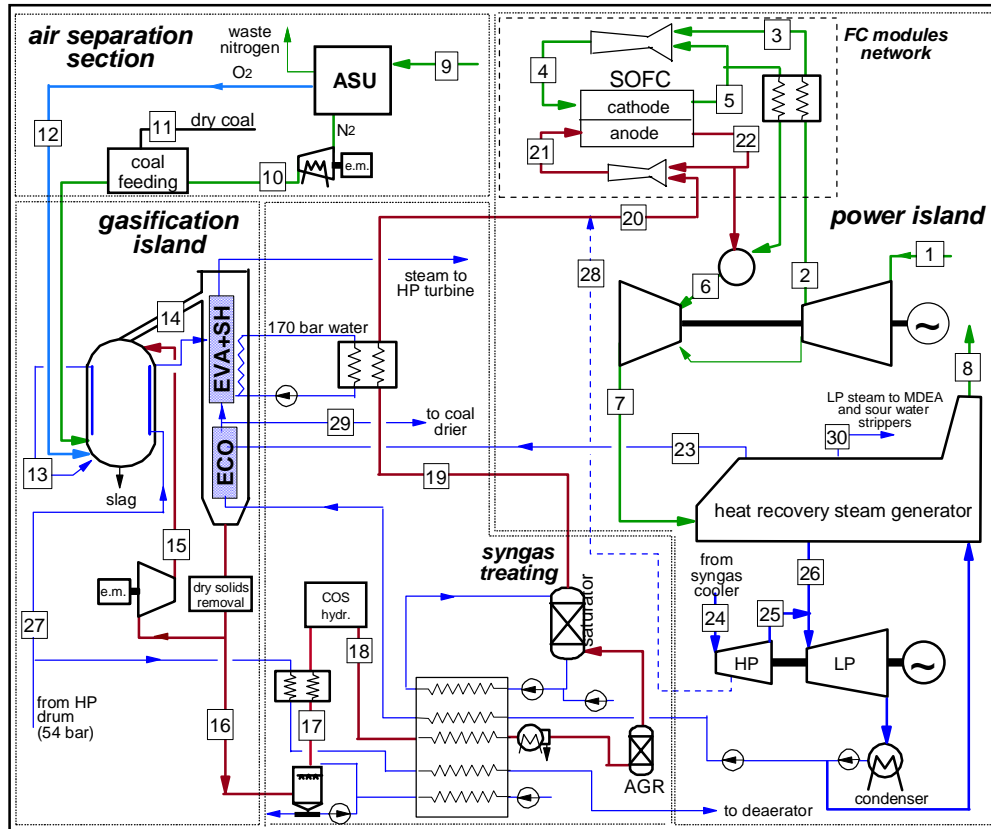 air separation
section
waste
nitrogen
O2
ASU
9
12
11
dry coal
N2
coal
feeding
10
e.m.
3
FC modules
network
4
SOFC
cathode
anode
5
21
22
20
power island
gasification
island
steam to
HP turbine
28
1
2
6
14
EVA+SH
170 bar water
7
8
LP steam to MDEA
and sour water
strippers
29
to coal
drier
30
23
13
ECO
19
slag
heat recovery steam generator
15
syngas
treating
from
syngas
cooler
26
e.m.
dry solids
removal
COS
hydr.
saturator
25
24
27
18
HP
LP
~
~
from HP
drum
(54 bar)
16
17
AGR
condenser
to deaerator